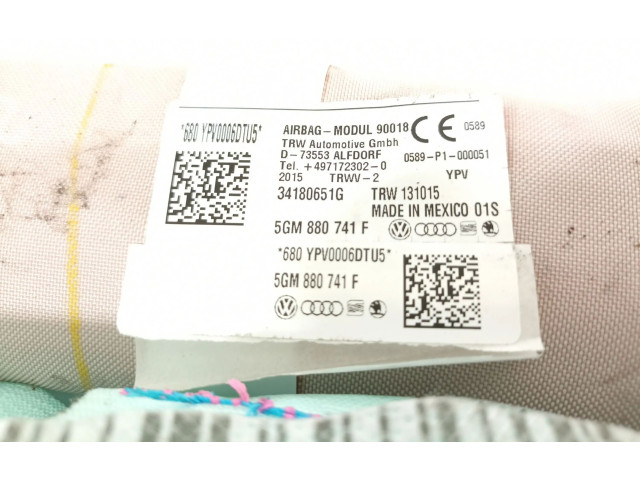 *680 YPV0006DTU5*
AIRBAG-MODUL 90018 CE 0589
TRW Automotive GmbH
D-73553 ALFDORF 0589-P1-000051
Tel. +497172302-0 YPV
2015 TRWV-2
34180651G TRW 131015
MADE IN MEXICO 01S
5GM 880 741 F
*680 YPV0006DTU5*
5GM 880 741 F